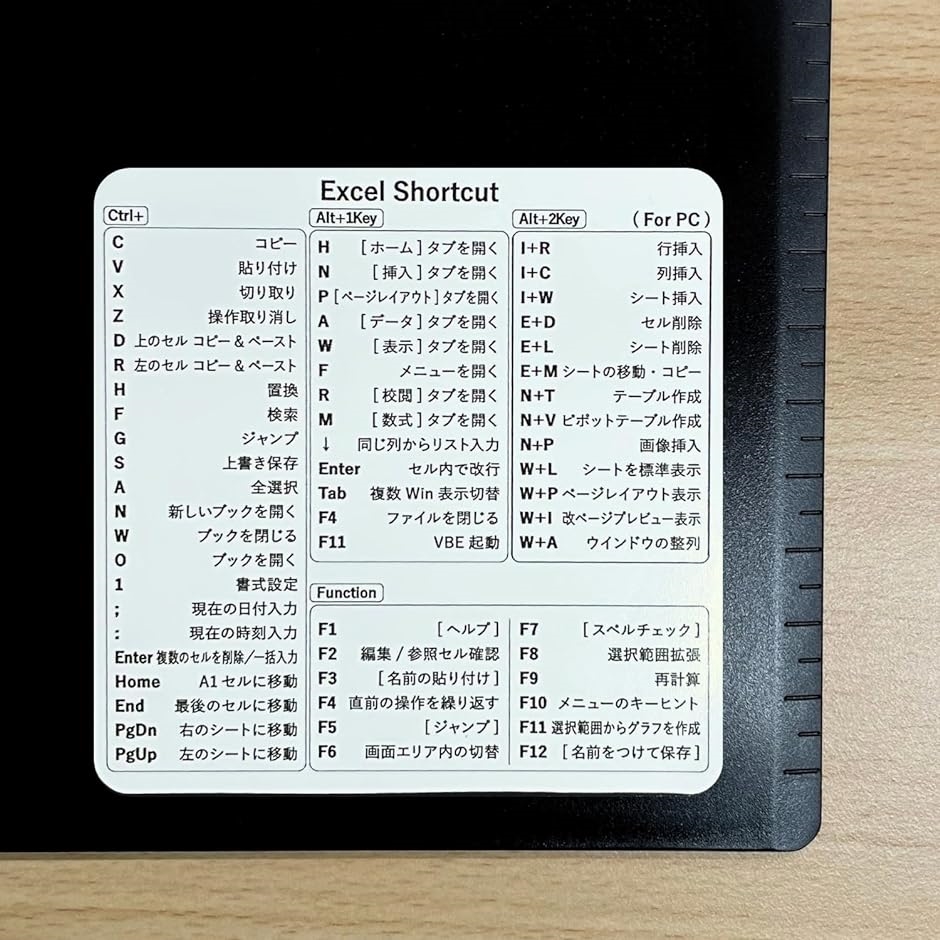 Excel Shortcut
(For PC)
Ctrl+
C コピー
V 貼り付け
X 切り取り
Z 操作取り消し
D 上のセル コピー & ペースト
R 左のセル コピー & ペースト
H 置換
F 検索
G ジャンプ
S 上書き保存
A 全選択
N 新しいブックを開く
W ブックを閉じる
O ブックを開く
1 書式設定
; 現在の日付入力
: 現在の時刻入力
Enter 複数のセルを削除/一括入力
Home A1 セルに移動
End 最後のセルに移動
PgDn 右のシートに移動
PgUp 左のシートに移動
Alt+1Key
H [ホーム] タブを開く
N [挿入] タブを開く
P [ページレイアウト] タブを開く
A [データ] タブを開く
W [表示] タブを開く
F メニューを開く
R [校閲] タブを開く
M [数式] タブを開く
↓ 同じ列からリスト入力
Enter セル内で改行
Tab 複数 Win 表示切替
F4 ファイルを閉じる
F11 VBE 起動
Alt+2Key
I+R 行挿入
I+C 列挿入
I+W シート挿入
E+D セル削除
E+L シート削除
E+M シートの移動・コピー
N+T テーブル作成
N+V ピボットテーブル作成
N+P 画像挿入
W+L シートを標準表示
W+P ページレイアウト表示
W+I 改ページプレビュー表示
W+A ウインドウの整列
Function
F1 [ヘルプ]
F2 編集 / 参照セル確認
F3 [名前の貼り付け]
F4 直前の操作を繰り返す
F5 [ジャンプ]
F6 画面エリア内の切替
F7 [スペルチェック]
F8 選択範囲拡張
F9 再計算
F10 メニューのキーヒント
F11 選択範囲からグラフを作成
F12 [名前をつけて保存]